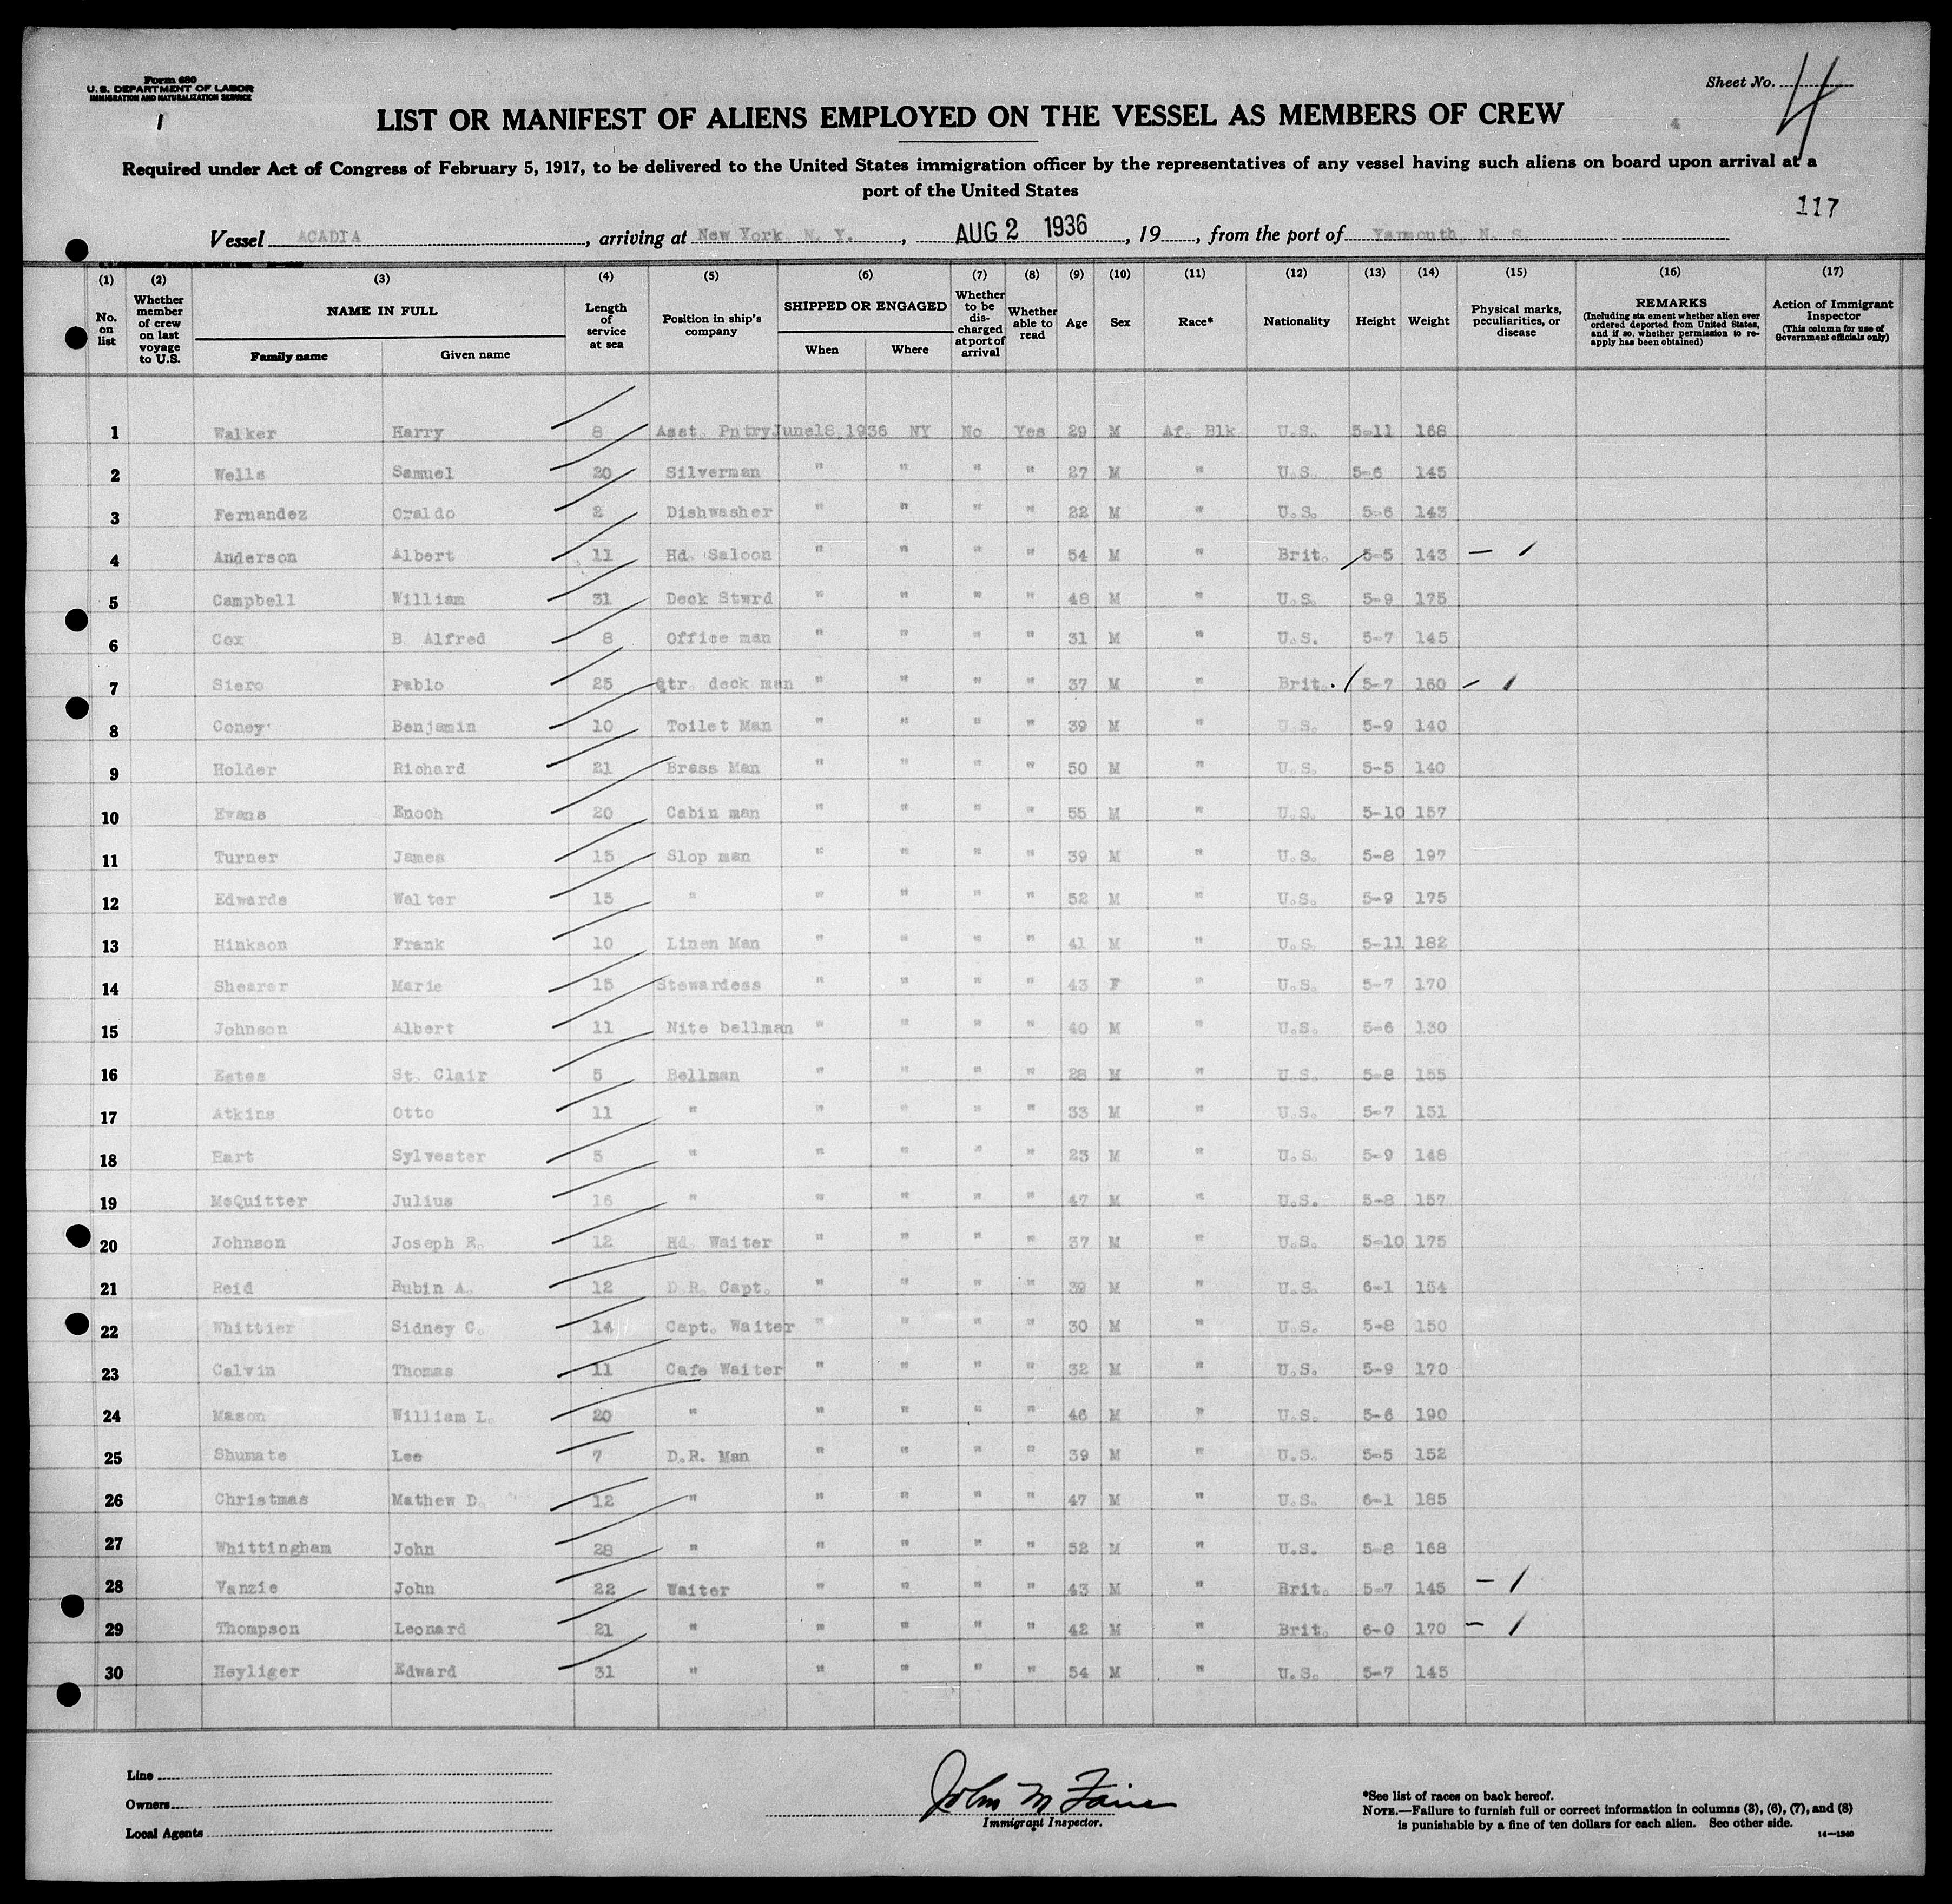 Form 680
U. S. DEPARTMENT OF LABOR
IMMIGRATION AND NATURALIZATION SERVICE
1
Sheet No. 4
LIST OR MANIFEST OF ALIENS EMPLOYED ON THE VESSEL AS MEMBERS OF CREW
4
Required under Act of Congress of February 5, 1917, to be delivered to the United States immigration officer by the representatives of any vessel having such aliens on board upon arrival at a
port of the United States
117
Vessel ACADIA, arriving at New York, N. Y., AUG 2 1936, 19, from the port of Yarmouth, N. S.
(1) (2) (3) (4) (5) (6) (7) (8) (9) (10) (11) (12) (13) (14) (15) (16) (17)
No. on list
Whether member of crew on last voyage to U.S.
NAME IN FULL
Family name Given name
Length of service at sea
Position in ship's company
SHIPPED OR ENGAGED
When Where
Whether to be discharged at port of arrival
Whether able to read
Age
Sex
Race*
Nationality
Height
Weight
Physical marks, peculiarities, or disease
REMARKS
(Including sta ement whether alien ever ordered deported from United States, and if so, whether permission to reapply has been obtained)
Action of Immigrant Inspector
(This column for use of Government officials only)
1 Walker Harry 8 Asst. Pntry June18,1936 NY No Yes 29 M Af. Blk. U.S. 5-11 168
2 Wells Samuel 20 Silverman " " " " 27 M " U.S. 5-6 145
3 Fernandez Oraldo 2 Dishwasher " " " " 22 M " U.S. 5-6 143
4 Anderson Albert 11 Hd. Saloon " " " " 54 M " Brit. 5-5 143 — /
5 Campbell William 31 Deck Stwrd " " " " 48 M " U.S. 5-9 175
6 Cox B. Alfred 8 Office man " " " " 31 M " U.S. 5-7 145
7 Siero Pablo 25 Qtr. deck man " " " " 37 M " Brit. 5-7 160 — /
8 Coney Benjamin 10 Toilet Man " " " " 39 M " U.S. 5-9 140
9 Holder Richard 21 Brass Man " " " " 50 M " U.S. 5-5 140
10 Evans Enoch 20 Cabin man " " " " 55 M " U.S. 5-10 157
11 Turner James 15 Slop man " " " " 39 M " U.S. 5-8 197
12 Edwards Walter 15 " " " " " 52 M " U.S. 5-9 175
13 Hinkson Frank 10 Linen Man " " " " 41 M " U.S. 5-11 182
14 Shearer Marie 15 Stewardess " " " " 43 F " U.S. 5-7 170
15 Johnson Albert 11 Nite bellman " " " " 40 M " U.S. 5-6 130
16 Estes St. Clair 5 Bellman " " " " 28 M " U.S. 5-8 155
17 Atkins Otto 11 " " " " " 33 M " U.S. 5-7 151
18 Hart Sylvester 5 " " " " " 23 M " U.S. 5-9 148
19 McQuitter Julius 16 " " " " " 47 M " U.S. 5-8 157
20 Johnson Joseph E. 12 Hd. Waiter " " " " 37 M " U.S. 5-10 175
21 Reid Rubin A. 12 D.R. Capt. " " " " 39 M " U.S. 6-1 154
22 Whittier Sidney C. 14 Capt. Waiter " " " " 30 M " U.S. 5-8 150
23 Calvin Thomas 11 Cafe Waiter " " " " 32 M " U.S. 5-9 170
24 Mason William L. 20 " " " " " 46 M " U.S. 5-6 190
25 Shumate Lee 7 D.R. Man " " " " 39 M " U.S. 5-5 152
26 Christmas Mathew D. 12 " " " " " 47 M " U.S. 6-1 185
27 Whittingham John 28 " " " " " 52 M " U.S. 5-8 168
28 Vanzie John 22 Waiter " " " " 43 M " Brit. 5-7 145 — /
29 Thompson Leonard 21 " " " " " 42 M " Brit. 6-0 170 — /
30 Heyliger Edward 31 " " " " " 54 M " U.S. 5-7 145
Line
Owners
Local Agents
Immigrant Inspector.
*See list of races on back hereof.
NOTE.—Failure to furnish full or correct information in columns (3), (6), (7), and (8)
is punishable by a fine of ten dollars for each alien. See other side.
14—1240